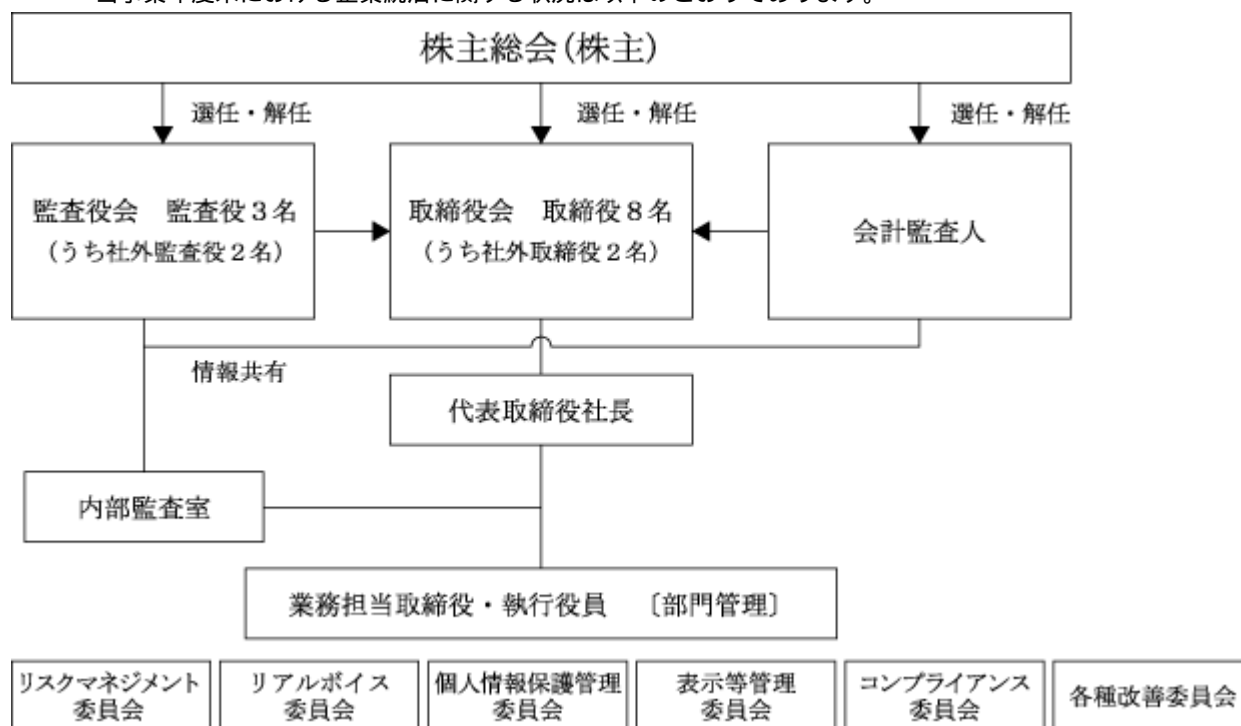 株主総会(株主)
選任・解任
選任・解任
選任・解任
監査役会 監査役3名
(うち社外監査役2名)
取締役会 取締役8名
(うち社外取締役2名)
会計監査人
情報共有
代表取締役社長
内部監査室
業務担当取締役・執行役員 〔部門管理〕
リスクマネジメント
委員会
リアルボイス
委員会
個人情報保護管理
委員会
表示等管理
委員会
コンプライアンス
委員会
各種改善委員会